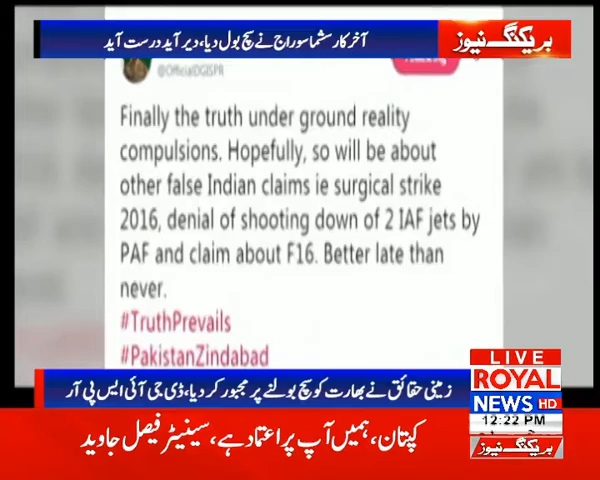 آخر کار سشما سوراج نے سچ بول دیا، دیر آید درست آید
بریکنگ نیوز
@OfficialDGISPR
Finally the truth under ground reality
compulsions. Hopefully, so will be about
other false Indian claims ie surgical strike
2016, denial of shooting down of 2 IAF jets by
PAF and claim about F16. Better late than
never.
#TruthPrevails
#PakistanZindabad
زمینی حقائق نے بھارت کو سچ بولنے پر مجبور کر دیا، ڈی جی آئی ایس پی آر
LIVE
ROYAL
NEWS HD
12:22 PM
بریکنگ نیوز
کپتان، ہمیں آپ پر اعتماد ہے، سینیٹر فیصل جاوید